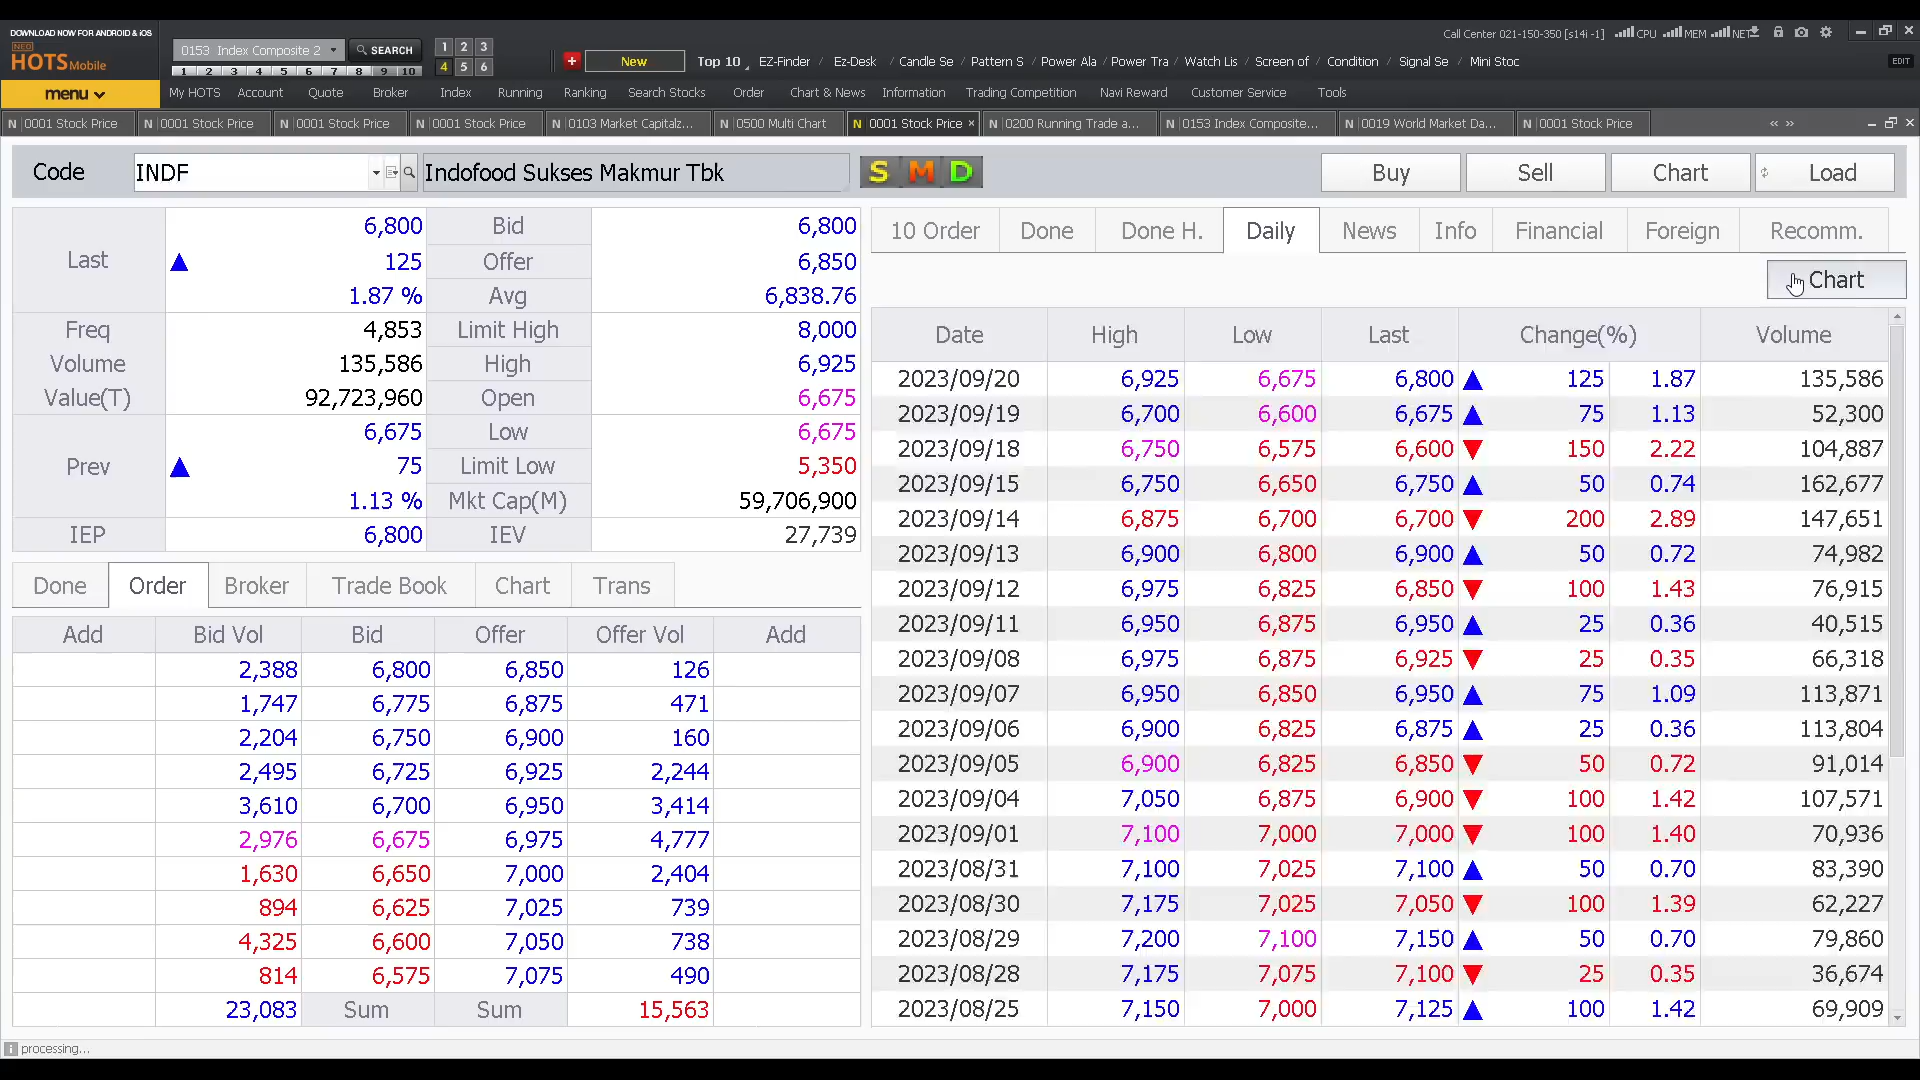 DOWNLOAD NOW FOR ANDROID & iOS
NEO
HOTS Mobile
0153 Index Composite 2
SEARCH
1 2 3
4 5 6
1 2 3 4 5 6 7 8 9 10
New
Top 10 EZ-Finder / Ez-Desk / Candle Se / Pattern S / Power Ala / Power Tra / Watch Lis / Screen of / Condition / Signal Se / Mini Stoc
Call Center 021-150-350 [s14i -1] CPU MEM NET
EDIT
menu
My HOTS Account Quote Broker Index Running Ranking Search Stocks Order Chart & News Information Trading Competition Navi Reward Customer Service Tools
N 0001 Stock Price N 0001 Stock Price N 0001 Stock Price N 0001 Stock Price N 0103 Market Capitalz... N 0500 Multi Chart N 0001 Stock Price × N 0200 Running Trade a... N 0153 Index Composite... N 0019 World Market Da... N 0001 Stock Price « »
Code INDF Indofood Sukses Makmur Tbk S M D Buy Sell Chart Load
Last 6,800 Bid 6,800
▲ 125 Offer 6,850
1.87 % Avg 6,838.76
Freq 4,853 Limit High 8,000
Volume 135,586 High 6,925
Value(T) 92,723,960 Open 6,675
Prev 6,675 Low 6,675
▲ 75 Limit Low 5,350
1.13 % Mkt Cap(M) 59,706,900
IEP 6,800 IEV 27,739
Done Order Broker Trade Book Chart Trans
Add Bid Vol Bid Offer Offer Vol Add
2,388 6,800 6,850 126
1,747 6,775 6,875 471
2,204 6,750 6,900 160
2,495 6,725 6,925 2,244
3,610 6,700 6,950 3,414
2,976 6,675 6,975 4,777
1,630 6,650 7,000 2,404
894 6,625 7,025 739
4,325 6,600 7,050 738
814 6,575 7,075 490
23,083 Sum Sum 15,563
10 Order Done Done H. Daily News Info Financial Foreign Recomm.
Chart
Date High Low Last Change(%) Volume
2023/09/20 6,925 6,675 6,800 ▲ 125 1.87 135,586
2023/09/19 6,700 6,600 6,675 ▲ 75 1.13 52,300
2023/09/18 6,750 6,575 6,600 ▼ 150 2.22 104,887
2023/09/15 6,750 6,650 6,750 ▲ 50 0.74 162,677
2023/09/14 6,875 6,700 6,700 ▼ 200 2.89 147,651
2023/09/13 6,900 6,800 6,900 ▲ 50 0.72 74,982
2023/09/12 6,975 6,825 6,850 ▼ 100 1.43 76,915
2023/09/11 6,950 6,875 6,950 ▲ 25 0.36 40,515
2023/09/08 6,975 6,875 6,925 ▼ 25 0.35 66,318
2023/09/07 6,950 6,850 6,950 ▲ 75 1.09 113,871
2023/09/06 6,900 6,825 6,875 ▲ 25 0.36 113,804
2023/09/05 6,900 6,825 6,850 ▼ 50 0.72 91,014
2023/09/04 7,050 6,875 6,900 ▼ 100 1.42 107,571
2023/09/01 7,100 7,000 7,000 ▼ 100 1.40 70,936
2023/08/31 7,100 7,025 7,100 ▲ 50 0.70 83,390
2023/08/30 7,175 7,025 7,050 ▼ 100 1.39 62,227
2023/08/29 7,200 7,100 7,150 ▲ 50 0.70 79,860
2023/08/28 7,175 7,075 7,100 ▼ 25 0.35 36,674
2023/08/25 7,150 7,000 7,125 ▲ 100 1.42 69,909
processing...